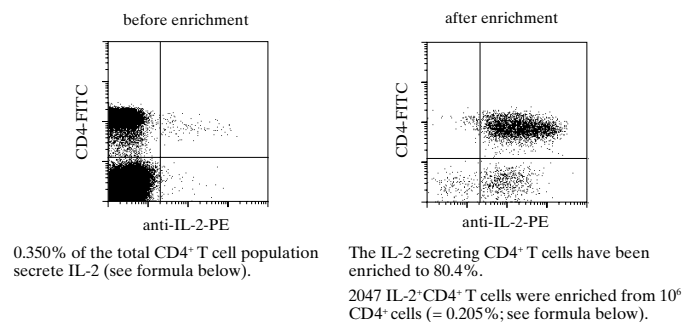 before enrichment
after enrichment
CD4-FITC
anti-IL-2-PE
CD4-FITC
anti-IL-2-PE
0.350% of the total CD4⁺ T cell population
secrete IL-2 (see formula below).
The IL-2 secreting CD4⁺ T cells have been
enriched to 80.4%.
2047 IL-2⁺CD4⁺ T cells were enriched from 10⁶
CD4⁺ cells (= 0.205%; see formula below).